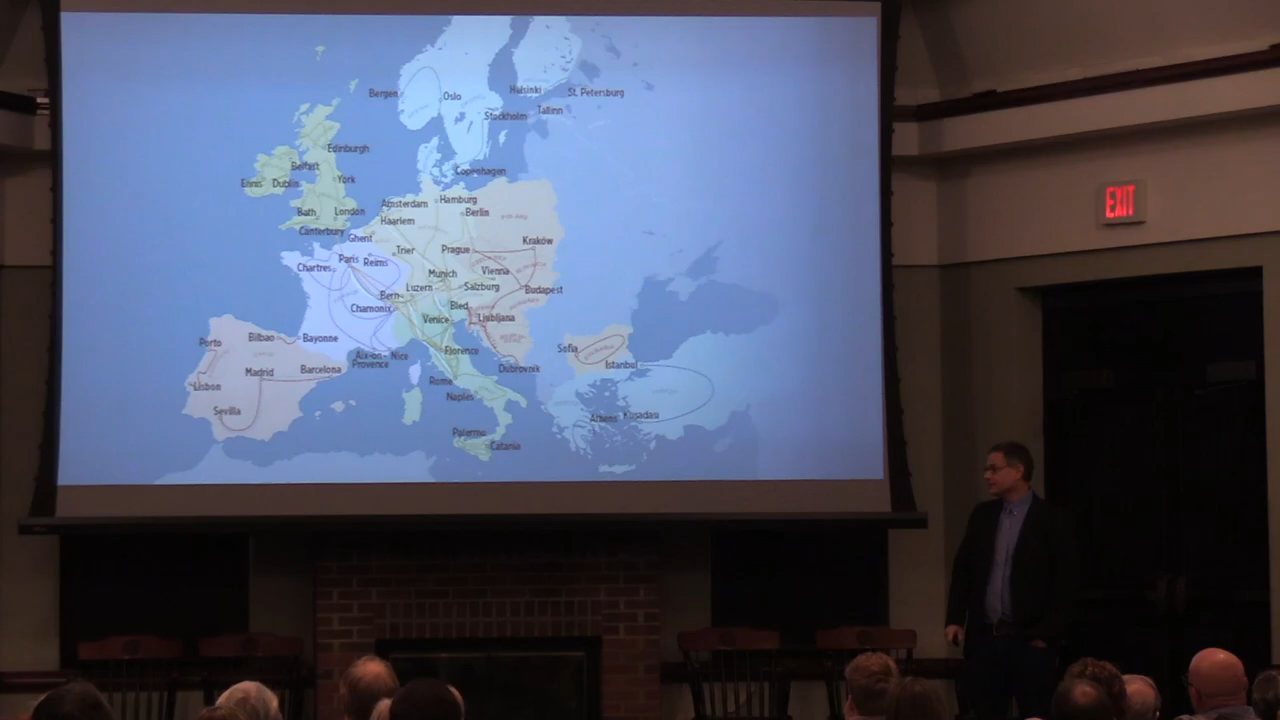 Bergen
Oslo
Helsinki
St. Petersburg
Tallinn
Stockholm
Edinburgh
Belfast
Copenhagen
Ennis
Dublin
York
Amsterdam
Hamburg
Bath
London
Haarlem
Berlin
Canterbury
Ghent
Trier
Prague
Kraków
Paris
Reims
Chartres
Munich
Vienna
Luzern
Salzburg
Budapest
Bern
Chamonix
Bled
Venice
Ljubljana
Porto
Bilbao
Bayonne
Aix-en-
Provence
Nice
Florence
Sofia
Istanbul
Madrid
Barcelona
Dubrovnik
Lisbon
Rome
Naples
Sevilla
Athens
Kusadasi
Palermo
Catania
EXIT